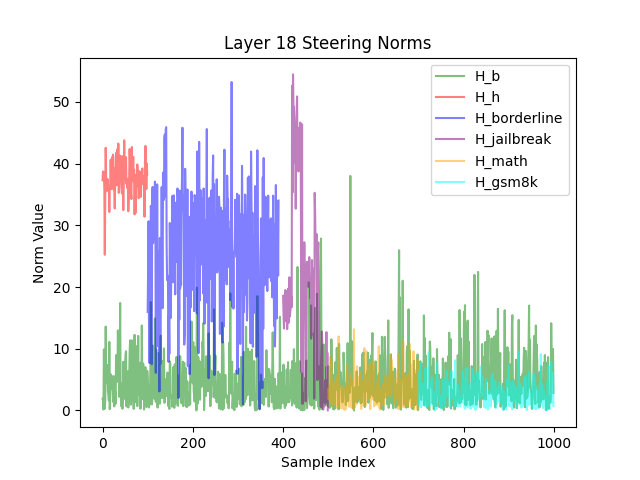 Layer 18 Steering Norms
Norm Value
50
40
30
20
10
0
0 200 400 600 800 1000
Sample Index
H_b
H_h
H_borderline
H_jailbreak
H_math
H_gsm8k